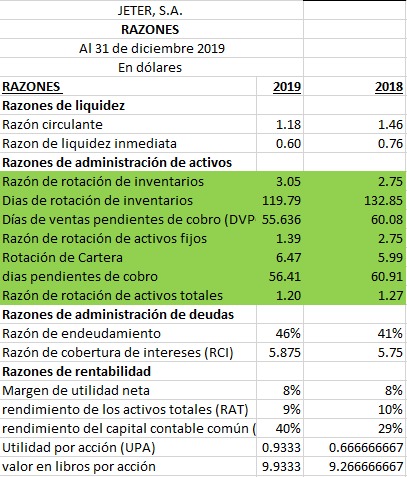 JETER, S.A.
RAZONES
Al 31 de diciembre 2019
En dólares
RAZONES 2019 2018
Razones de liquidez
Razón circulante 1.18 1.46
Razon de liquidez inmediata 0.60 0.76
Razones de administración de activos
Razón de rotación de inventarios 3.05 2.75
Dias de rotación de inventarios 119.79 132.85
Días de ventas pendientes de cobro (DVP 55.636 60.08
Razón de rotación de activos fijos 1.39 2.75
Rotación de Cartera 6.47 5.99
dias pendientes de cobro 56.41 60.91
Razón de rotación de activos totales 1.20 1.27
Razones de administración de deudas
Razón de endeudamiento 46% 41%
Razón de cobertura de intereses (RCI) 5.875 5.75
Razones de rentabilidad
Margen de utilidad neta 8% 8%
rendimiento de los activos totales (RAT) 9% 10%
rendimiento del capital contable común ( 40% 29%
Utilidad por acción (UPA) 0.9333 0.666666667
valor en libros por acción 9.9333 9.266666667